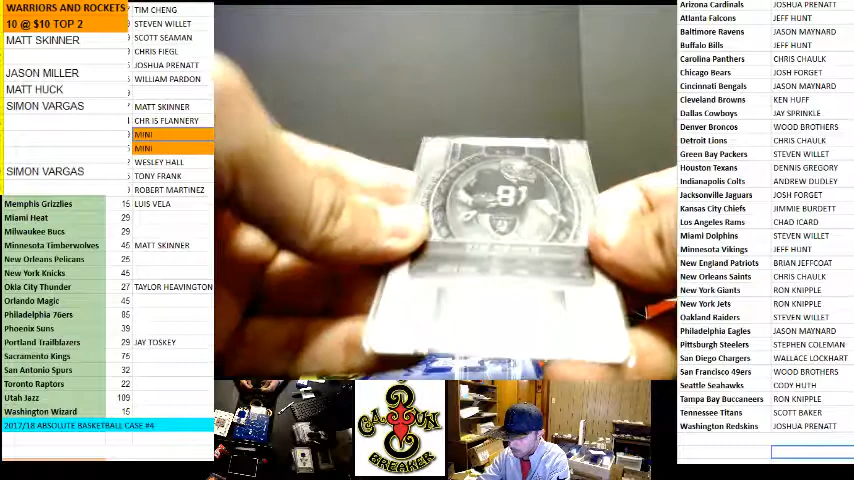 WARRIORS AND ROCKETS
10 @ $10 TOP 2
MATT SKINNER
JASON MILLER
MATT HUCK
SIMON VARGAS
SIMON VARGAS
TIM CHENG
STEVEN WILLET
SCOTT SEAMAN
CHRIS FIEGL
JOSHUA PRENATT
WILLIAM PARDON
MATT SKINNER
CHR IS FLANNERY
MINI
MINI
WESLEY HALL
TONY FRANK
ROBERT MARTINEZ
Memphis Grizzlies 15 LUIS VELA
Miami Heat 29
Milwaukee Bucs 29
Minnesota Timberwolves 45 MATT SKINNER
New Orleans Pelicans 25
New York Knicks 45
Okla City Thunder 27 TAYLOR HEAVINGTON
Orlando Magic 45
Philadelphia 76ers 85
Phoenix Suns 39
Portland Trailblazers 29 JAY TOSKEY
Sacramento Kings 75
San Antonio Spurs 32
Toronto Raptors 22
Utah Jazz 109
Washington Wizard 15
2017/18 ABSOLUTE BASKETBALL CASE #4
81
CAJUN
BREAKER
Arizona Cardinals JOSHUA PRENATT
Atlanta Falcons JEFF HUNT
Baltimore Ravens JASON MAYNARD
Buffalo Bills JEFF HUNT
Carolina Panthers CHRIS CHAULK
Chicago Bears JOSH FORGET
Cincinnati Bengals JASON MAYNARD
Cleveland Browns KEN HUFF
Dallas Cowboys JAY SPRINKLE
Denver Broncos WOOD BROTHERS
Detroit Lions CHRIS CHAULK
Green Bay Packers STEVEN WILLET
Houston Texans DENNIS GREGORY
Indianapolis Colts ANDREW DUDLEY
Jacksonville Jaguars JOSH FORGET
Kansas City Chiefs JIMMIE BURDETT
Los Angeles Rams CHAD ICARD
Miami Dolphins STEVEN WILLET
Minnesota Vikings JEFF HUNT
New England Patriots BRIAN JEFFCOAT
New Orleans Saints CHRIS CHAULK
New York Giants RON KNIPPLE
New York Jets RON KNIPPLE
Oakland Raiders STEVEN WILLET
Philadelphia Eagles JASON MAYNARD
Pittsburgh Steelers STEPHEN COLEMAN
San Diego Chargers WALLACE LOCKHART
San Francisco 49ers WOOD BROTHERS
Seattle Seahawks CODY HUTH
Tampa Bay Buccaneers RON KNIPPLE
Tennessee Titans SCOTT BAKER
Washington Redskins JOSHUA PRENATT